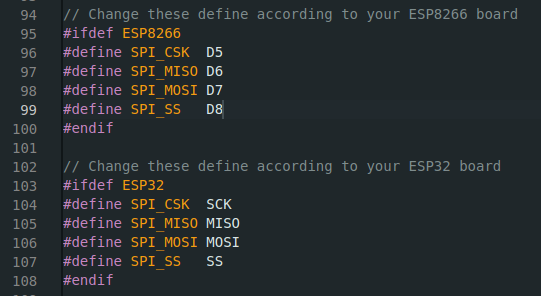 94 // Change these define according to your ESP8266 board
95 #ifdef ESP8266
96 #define SPI_CSK  D5
97 #define SPI_MISO D6
98 #define SPI_MOSI D7
99 #define SPI_SS   D8
100 #endif
101
102 // Change these define according to your ESP32 board
103 #ifdef ESP32
104 #define SPI_CSK  SCK
105 #define SPI_MISO MISO
106 #define SPI_MOSI MOSI
107 #define SPI_SS   SS
108 #endif